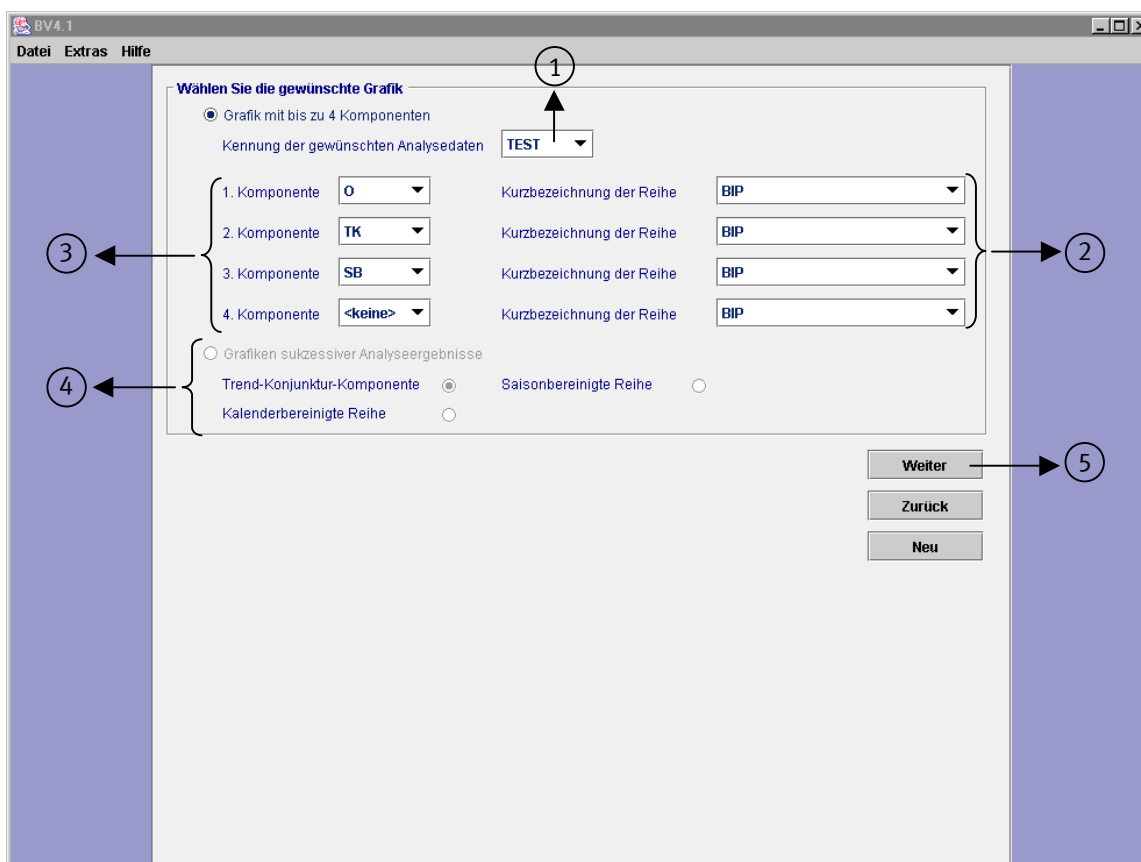 BV4.1
Datei Extras Hilfe
1
Wählen Sie die gewünschte Grafik
Grafik mit bis zu 4 Komponenten
Kennung der gewünschten Analysedaten TEST
1. Komponente O Kurzbezeichnung der Reihe BIP
2. Komponente TK Kurzbezeichnung der Reihe BIP
3 2
3. Komponente SB Kurzbezeichnung der Reihe BIP
4. Komponente <keine> Kurzbezeichnung der Reihe BIP
Grafiken sukzessiver Analyseergebnisse
4 Trend-Konjunktur-Komponente Saisonbereinigte Reihe
Kalenderbereinigte Reihe
Weiter 5
Zurück
Neu